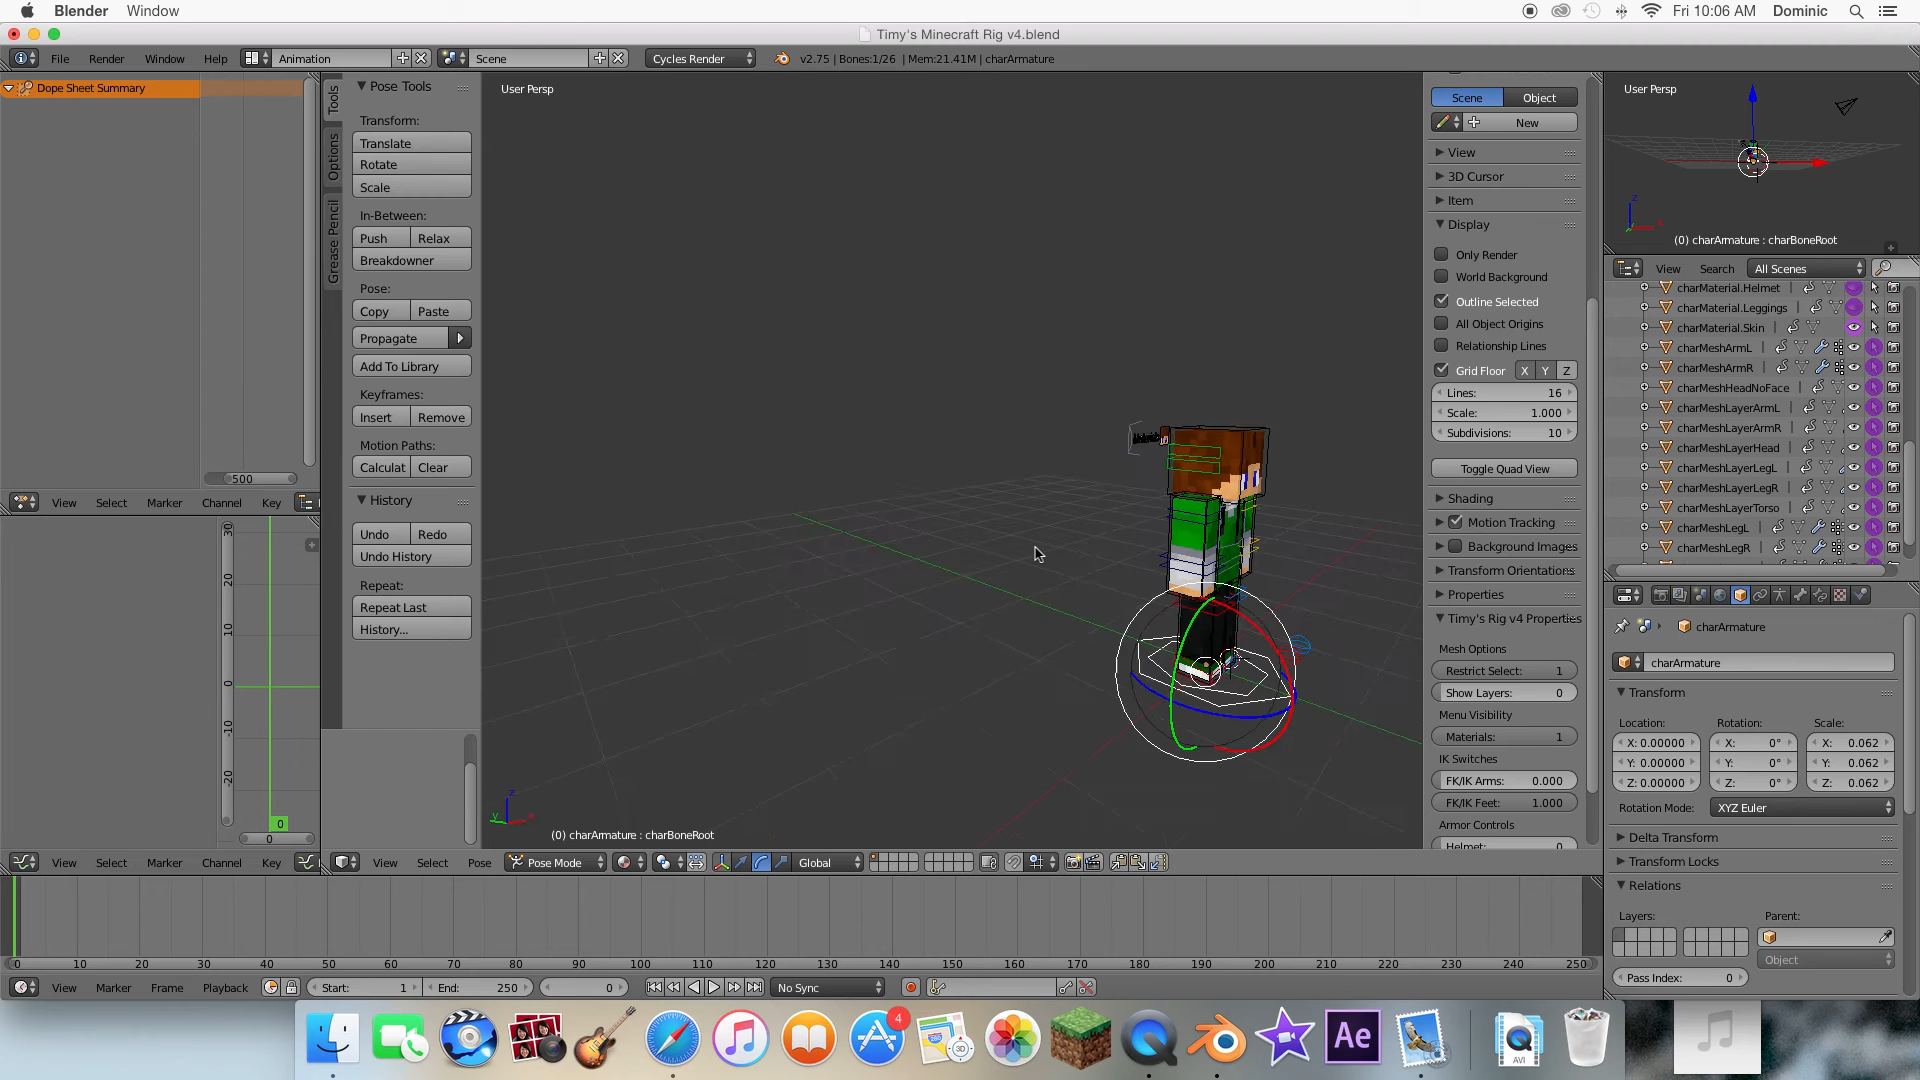 Blender Window Fri 10:06 AM Dominic
Timy's Minecraft Rig v4.blend
File Render Window Help Animation Scene Cycles Render v2.75 | Bones:1/26 | Mem:21.41M | charArmature
Dope Sheet Summary
500
View Select Marker Channel Key
30
20
10
0
-10
-20
0
0
View Select Marker Channel Key
Tools
Options
Grease Pencil
Pose Tools
Transform:
Translate
Rotate
Scale
In-Between:
Push Relax
Breakdowner
Pose:
Copy Paste
Propagate
Add To Library
Keyframes:
Insert Remove
Motion Paths:
Calculat Clear
History
Undo Redo
Undo History
Repeat:
Repeat Last
History...
User Persp
z
y x
(0) charArmature : charBoneRoot
View Select Pose Pose Mode Global
Scene Object
New
View
3D Cursor
Item
Display
Only Render
World Background
Outline Selected
All Object Origins
Relationship Lines
Grid Floor X Y Z
Lines: 16
Scale: 1.000
Subdivisions: 10
Toggle Quad View
Shading
Motion Tracking
Background Images
Transform Orientations
Properties
Timy's Rig v4 Properties
Mesh Options
Restrict Select: 1
Show Layers: 0
Menu Visibility
Materials: 1
IK Switches
FK/IK Arms: 0.000
FK/IK Feet: 1.000
Armor Controls
Helmet: 0
User Persp
z
(0) charArmature : charBoneRoot
View Search All Scenes
charMaterial.Helmet
charMaterial.Leggings
charMaterial.Skin
charMeshArmL
charMeshArmR
charMeshHeadNoFace
charMeshLayerArmL
charMeshLayerArmR
charMeshLayerHead
charMeshLayerLegL
charMeshLayerLegR
charMeshLayerTorso
charMeshLegL
charMeshLegR
charArmature
charArmature
Transform
Location: Rotation: Scale:
X: 0.00000 X: 0° X: 0.062
Y: 0.00000 Y: 0° Y: 0.062
Z: 0.00000 Z: 0° Z: 0.062
Rotation Mode: XYZ Euler
Delta Transform
Transform Locks
Relations
Layers: Parent:
Object
Pass Index: 0
0 10 20 30 40 50 60 70 80 90 100 110 120 130 140 150 160 170 180 190 200 210 220 230 240 250
View Marker Frame Playback Start: 1 End: 250 0 No Sync
4
3D
Ae
AVI